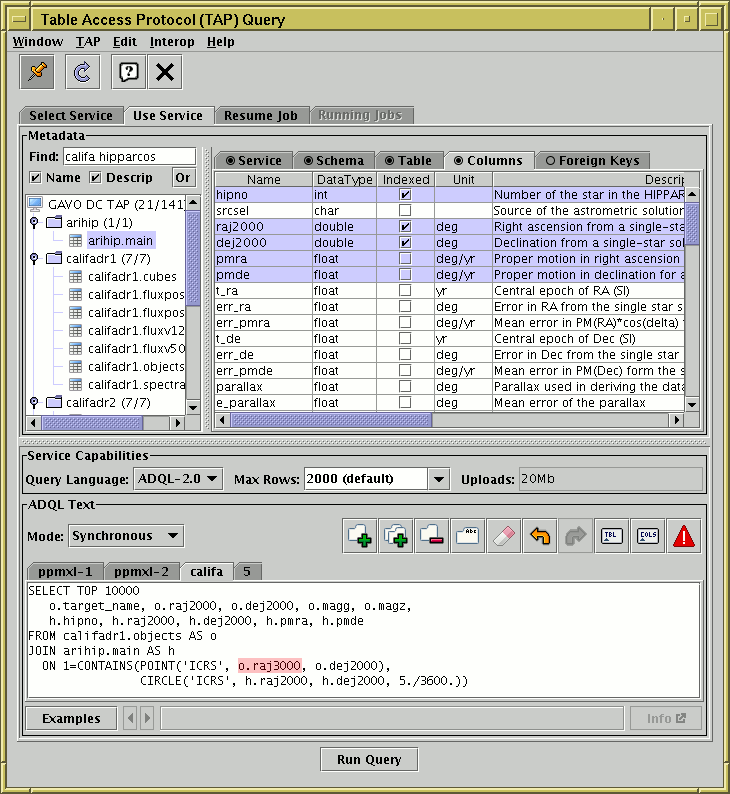 Table Access Protocol (TAP) Query
Window TAP Edit Interop Help
Select Service Use Service Resume Job Running Jobs
Metadata
Find: califa hipparcos
Name Descrip Or
GAVO DC TAP (21/141)
arihip (1/1)
arihip.main
califadr1 (7/7)
califadr1.cubes
califadr1.fluxpos
califadr1.fluxpos
califadr1.fluxv12
califadr1.fluxv50
califadr1.objects
califadr1.spectra
califadr2 (7/7)
Service Schema Table Columns Foreign Keys
Name DataType Indexed Unit Descrip
hipno int Number of the star in the HIPPAR
srcsel char Source of the astrometric solution
raj2000 double deg Right ascension from a single-sta
dej2000 double deg Declination from a single-star sol
pmra float deg/yr Proper motion in right ascension
pmde float deg/yr Proper motion in declination for a
t_ra float yr Central epoch of RA (SI)
err_ra float deg Error in RA from the single star s
err_pmra float deg/yr Mean error in PM(RA)*cos(delta)
t_de float yr Central epoch of Dec (SI)
err_de float deg Error in Dec from the single star
err_pmde float deg/yr Mean error in PM(Dec) form the s
parallax float deg Parallax used in deriving the data
e_parallax float deg Mean error of the parallax
Service Capabilities
Query Language: ADQL-2.0 Max Rows: 2000 (default) Uploads: 20Mb
ADQL Text
Mode: Synchronous
Abc TBL COLS
ppmxl-1 ppmxl-2 califa 5
SELECT TOP 10000
o.target_name, o.raj2000, o.dej2000, o.magg, o.magz,
h.hipno, h.raj2000, h.dej2000, h.pmra, h.pmde
FROM califadr1.objects AS o
JOIN arihip.main AS h
ON 1=CONTAINS(POINT('ICRS', o.raj3000, o.dej2000),
CIRCLE('ICRS', h.raj2000, h.dej2000, 5./3600.))
Examples Info
Run Query